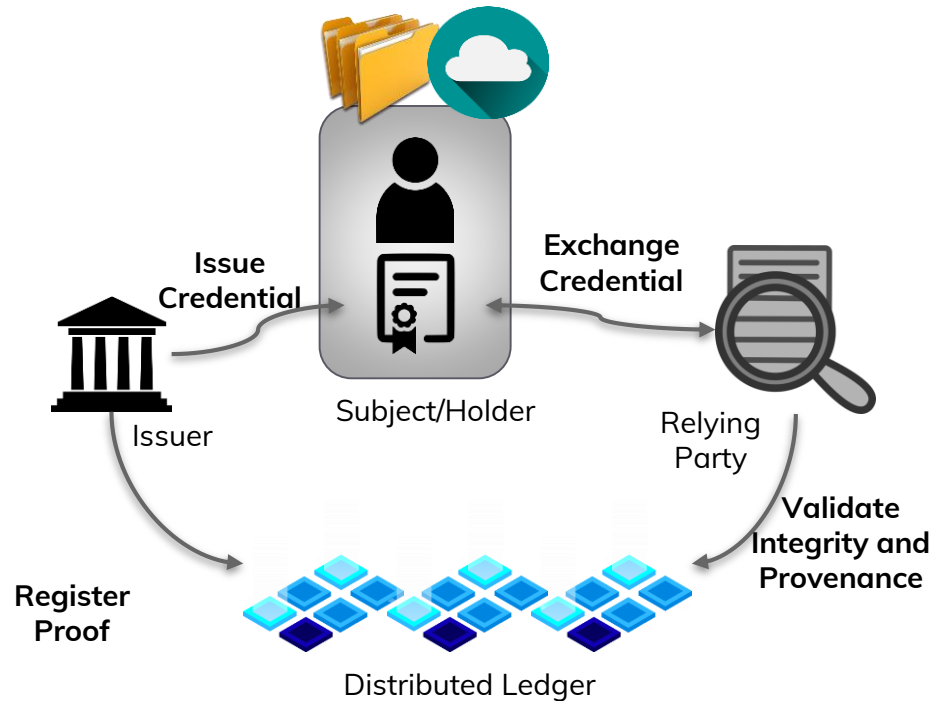 Issue
Credential
Exchange
Credential
Subject/Holder
Issuer
Relying
Party
Validate
Integrity and
Provenance
Register
Proof
Distributed Ledger